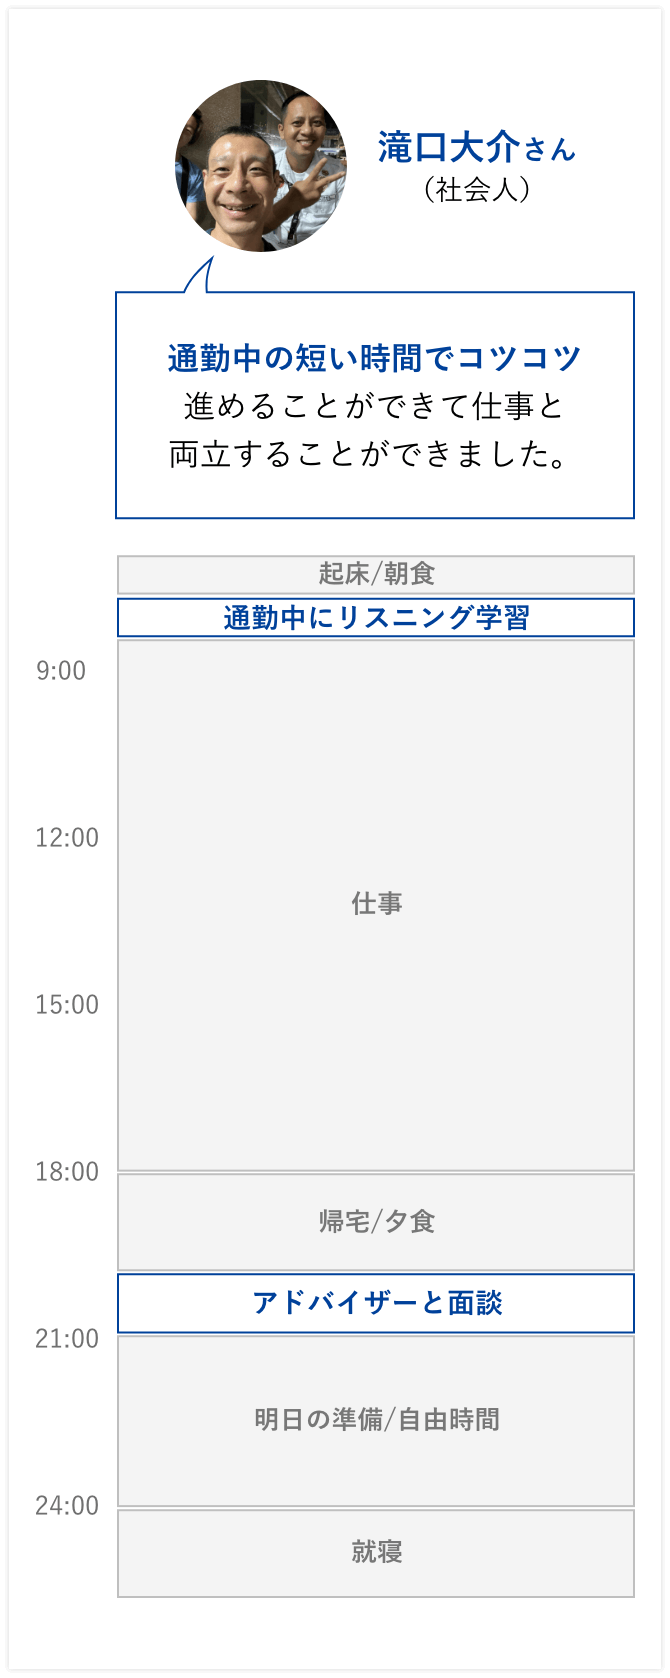 滝口大介さん
（社会人）
通勤中の短い時間でコツコツ
進めることができて仕事と
両立することができました。
起床/朝食
通勤中にリスニング学習
9:00
12:00
仕事
15:00
18:00
帰宅/夕食
アドバイザーと面談
21:00
明日の準備/自由時間
24:00
就寝